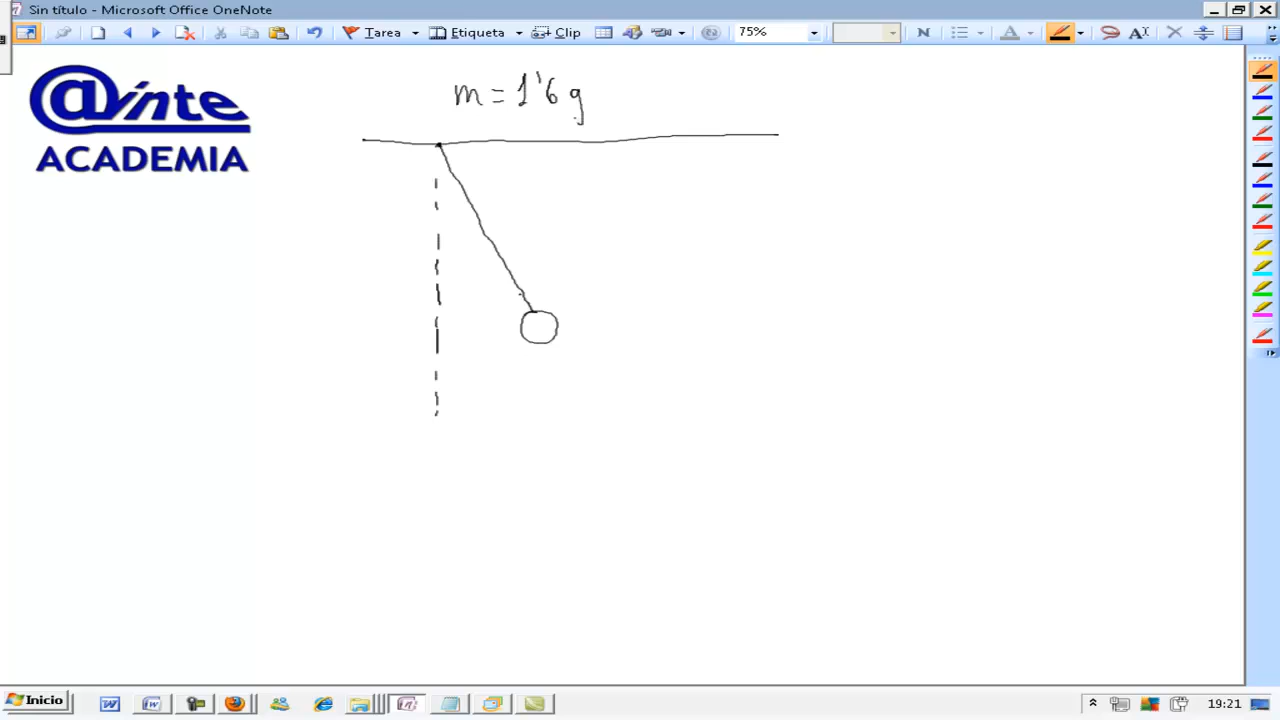 Sin título - Microsoft Office OneNote
Tarea Etiqueta Clip 75% N A A
@inte
ACADEMIA
m = 1'6 g
Inicio 19:21